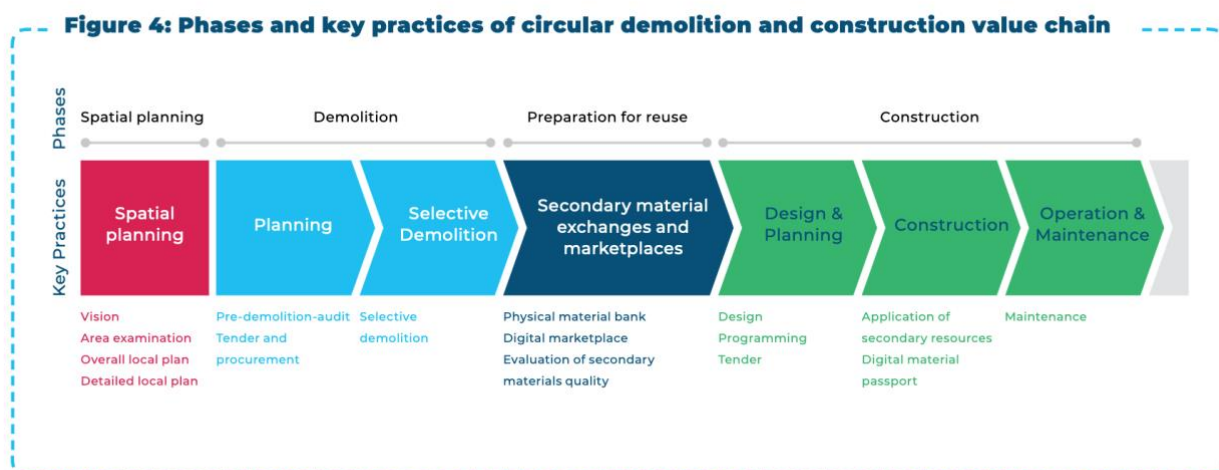 Figure 4: Phases and key practices of circular demolition and construction value chain
Phases
Spatial planning
Demolition
Preparation for reuse
Construction
Key Practices
Spatial
planning
Planning
Selective
Demolition
Secondary material
exchanges and
marketplaces
Design &
Planning
Construction
Operation &
Maintenance
Vision
Area examination
Overall local plan
Detailed local plan
Pre-demolition-audit
Tender and
procurement
Selective
demolition
Physical material bank
Digital marketplace
Evaluation of secondary
materials quality
Design
Programming
Tender
Application of
secondary resources
Digital material
passport
Maintenance